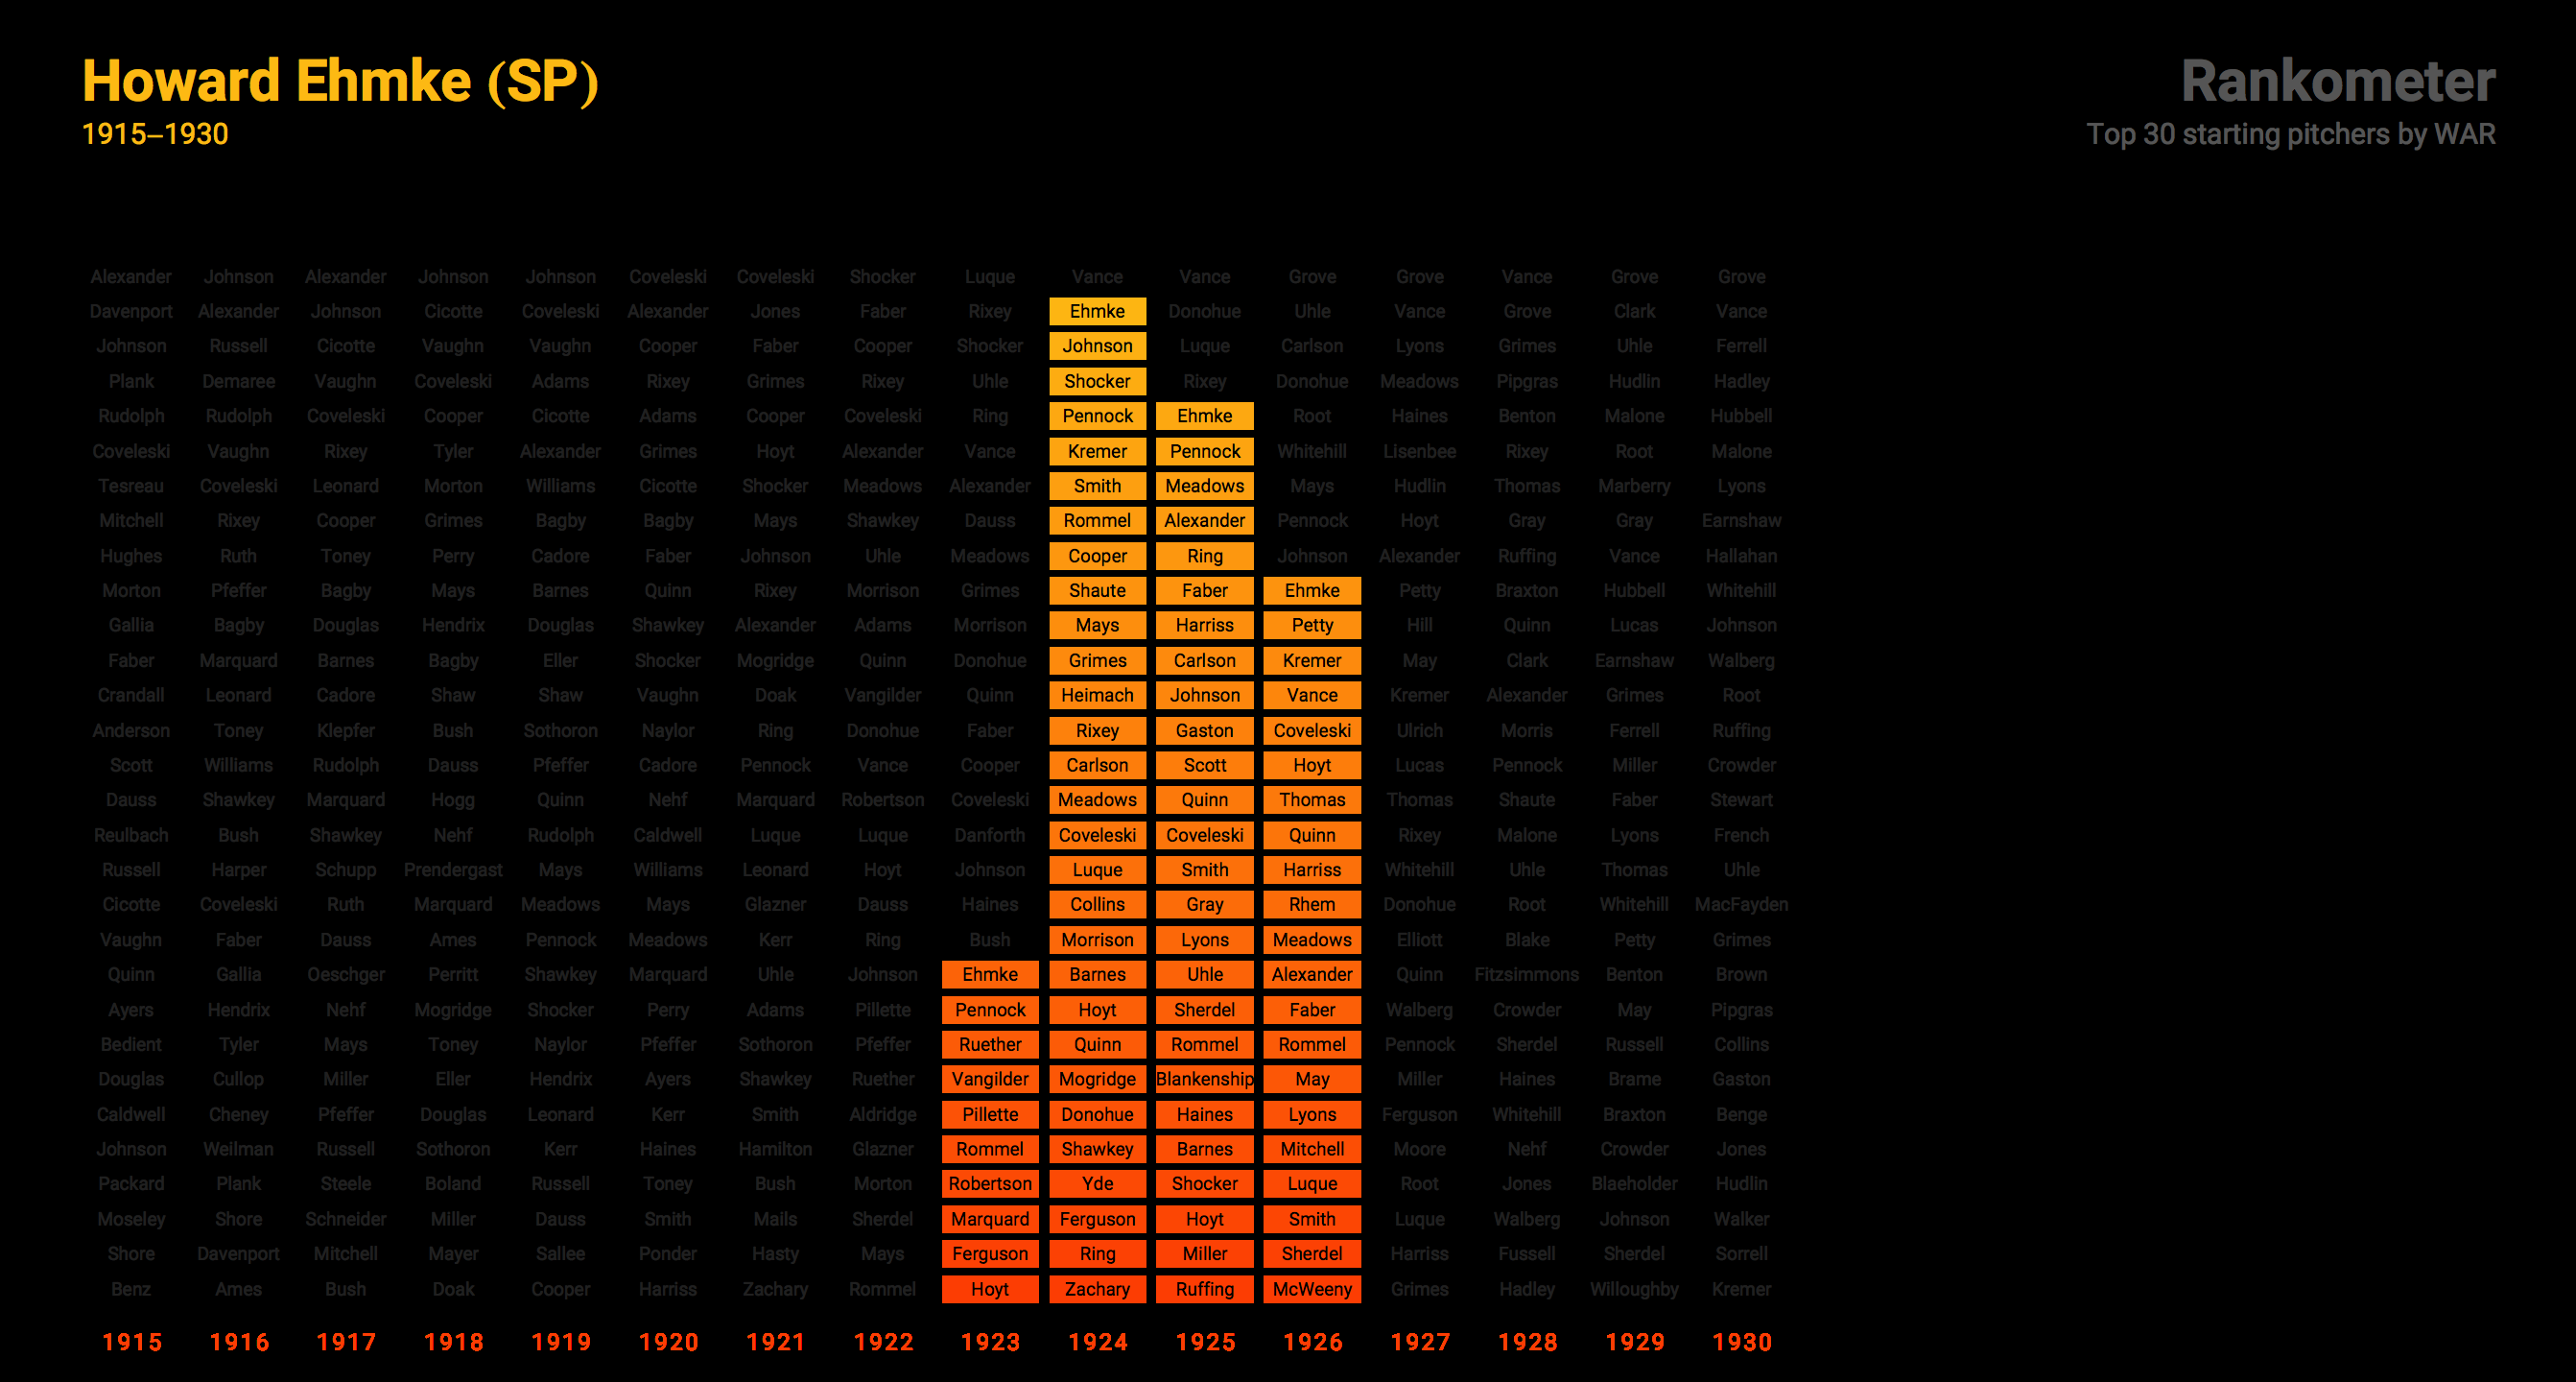 Howard Ehmke (SP)
1915–1930
Rankometer
Top 30 starting pitchers by WAR
Alexander Johnson Alexander Johnson Johnson Coveleski Coveleski Shocker Luque Vance Vance Grove Grove Vance Grove Grove
Davenport Alexander Johnson Cicotte Coveleski Alexander Jones Faber Rixey Ehmke Donohue Uhle Vance Grove Clark Vance
Johnson Russell Cicotte Vaughn Vaughn Cooper Faber Cooper Shocker Johnson Luque Carlson Lyons Grimes Uhle Ferrell
Plank Demaree Vaughn Coveleski Adams Rixey Grimes Rixey Uhle Shocker Rixey Donohue Meadows Pipgras Hudlin Hadley
Rudolph Rudolph Coveleski Cooper Cicotte Adams Cooper Coveleski Ring Pennock Ehmke Root Haines Benton Malone Hubbell
Coveleski Vaughn Rixey Tyler Alexander Grimes Hoyt Alexander Vance Kremer Pennock Whitehill Lisenbee Rixey Root Malone
Tesreau Coveleski Leonard Morton Williams Cicotte Shocker Meadows Alexander Smith Meadows Mays Hudlin Thomas Marberry Lyons
Mitchell Rixey Cooper Grimes Bagby Bagby Mays Shawkey Dauss Rommel Alexander Pennock Hoyt Gray Gray Earnshaw
Hughes Ruth Toney Perry Cadore Faber Johnson Uhle Meadows Cooper Ring Johnson Alexander Ruffing Vance Hallahan
Morton Pfeffer Bagby Mays Barnes Quinn Rixey Morrison Grimes Shaute Faber Ehmke Petty Braxton Hubbell Whitehill
Gallia Bagby Douglas Hendrix Douglas Shawkey Alexander Adams Morrison Mays Harriss Petty Hill Quinn Lucas Johnson
Faber Marquard Barnes Bagby Eller Shocker Mogridge Quinn Donohue Grimes Carlson Kremer May Clark Earnshaw Walberg
Crandall Leonard Cadore Shaw Shaw Vaughn Doak Vangilder Quinn Heimach Johnson Vance Kremer Alexander Grimes Root
Anderson Toney Klepfer Bush Sothoron Naylor Ring Donohue Faber Rixey Gaston Coveleski Ulrich Morris Ferrell Ruffing
Scott Williams Rudolph Dauss Pfeffer Cadore Pennock Vance Cooper Carlson Scott Hoyt Lucas Pennock Miller Crowder
Dauss Shawkey Marquard Hogg Quinn Nehf Marquard Robertson Coveleski Meadows Quinn Thomas Thomas Shaute Faber Stewart
Reulbach Bush Shawkey Nehf Rudolph Caldwell Luque Luque Danforth Coveleski Coveleski Quinn Rixey Malone Lyons French
Russell Harper Schupp Prendergast Mays Williams Leonard Hoyt Johnson Luque Smith Harriss Whitehill Uhle Thomas Uhle
Cicotte Coveleski Ruth Marquard Meadows Mays Glazner Dauss Haines Collins Gray Rhem Donohue Root Whitehill MacFayden
Vaughn Faber Dauss Ames Pennock Meadows Kerr Ring Bush Morrison Lyons Meadows Elliott Blake Petty Grimes
Quinn Gallia Oeschger Perritt Shawkey Marquard Uhle Johnson Ehmke Barnes Uhle Alexander Quinn Fitzsimmons Benton Brown
Ayers Hendrix Nehf Mogridge Shocker Perry Adams Pillette Pennock Hoyt Sherdel Faber Walberg Crowder May Pipgras
Bedient Tyler Mays Toney Naylor Pfeffer Sothoron Pfeffer Ruether Quinn Rommel Rommel Pennock Sherdel Russell Collins
Douglas Cullop Miller Eller Hendrix Ayers Shawkey Ruether Vangilder Mogridge Blankenship May Miller Haines Brame Gaston
Caldwell Cheney Pfeffer Douglas Leonard Kerr Smith Aldridge Pillette Donohue Haines Lyons Ferguson Whitehill Braxton Benge
Johnson Weilman Russell Sothoron Kerr Haines Hamilton Glazner Rommel Shawkey Barnes Mitchell Moore Nehf Crowder Jones
Packard Plank Steele Boland Russell Toney Bush Morton Robertson Yde Shocker Luque Root Jones Blaeholder Hudlin
Moseley Shore Schneider Miller Dauss Smith Mails Sherdel Marquard Ferguson Hoyt Smith Luque Walberg Johnson Walker
Shore Davenport Mitchell Mayer Sallee Ponder Hasty Mays Ferguson Ring Miller Sherdel Harriss Fussell Sherdel Sorrell
Benz Ames Bush Doak Cooper Harriss Zachary Rommel Hoyt Zachary Ruffing McWeeny Grimes Hadley Willoughby Kremer
1915 1916 1917 1918 1919 1920 1921 1922 1923 1924 1925 1926 1927 1928 1929 1930